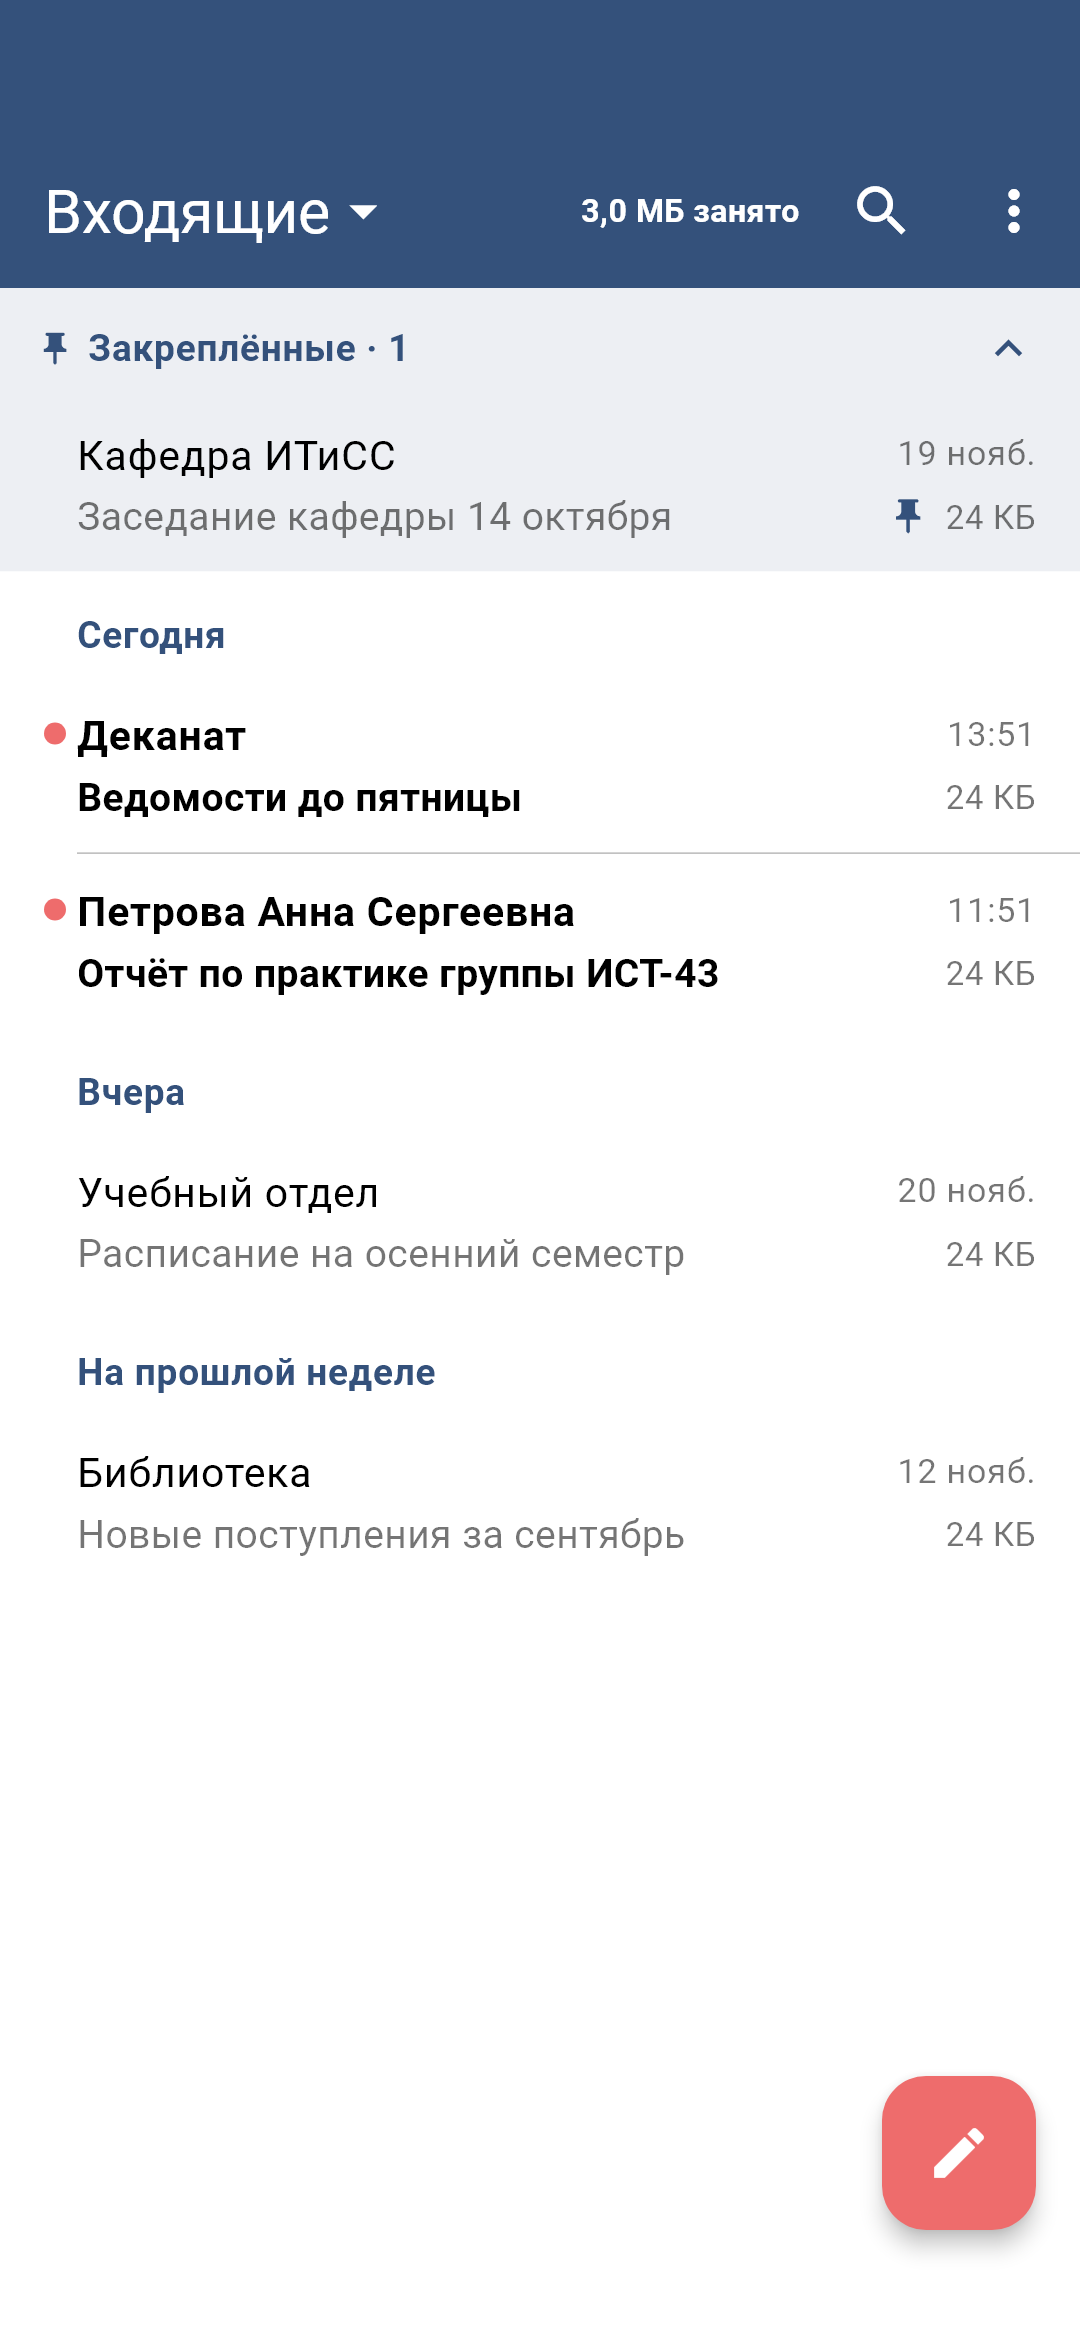 Входящие
3,0 МБ занято
Закреплённые · 1
Кафедра ИТиСС
19 нояб.
Заседание кафедры 14 октября
24 КБ
Сегодня
Деканат
13:51
Ведомости до пятницы
24 КБ
Петрова Анна Сергеевна
11:51
Отчёт по практике группы ИСТ-43
24 КБ
Вчера
Учебный отдел
20 нояб.
Расписание на осенний семестр
24 КБ
На прошлой неделе
Библиотека
12 нояб.
Новые поступления за сентябрь
24 КБ